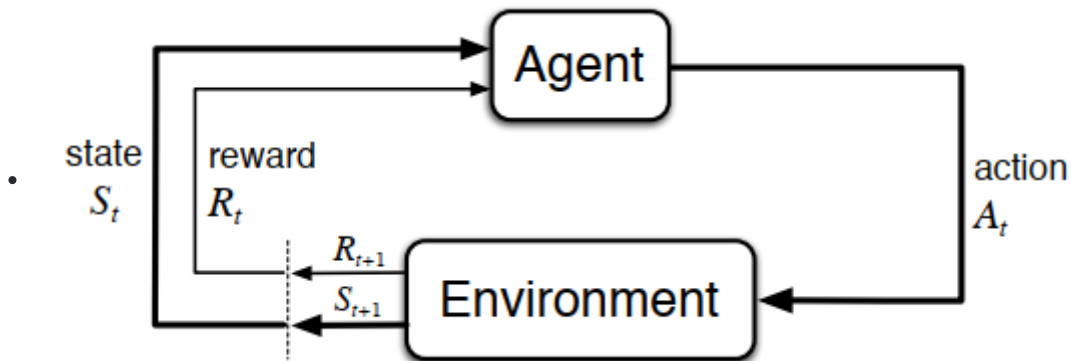 Agent
state
S_t
reward
R_t
action
A_t
R_{t+1}
S_{t+1}
Environment